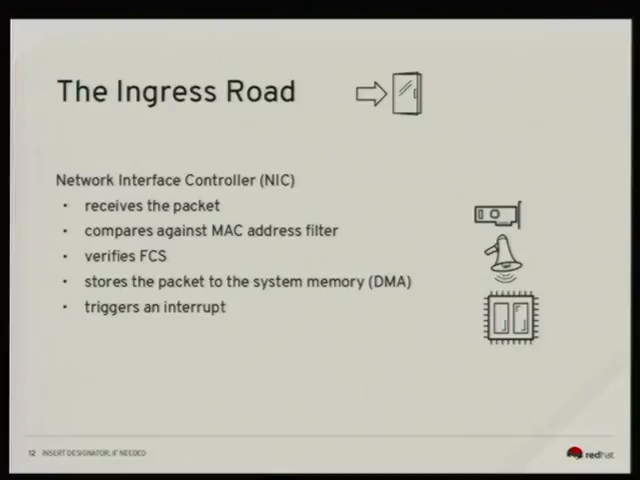 The Ingress Road
Network Interface Controller (NIC)
· receives the packet
· compares against MAC address filter
· verifies FCS
· stores the packet to the system memory (DMA)
· triggers an interrupt
12 INSERT DESIGNATOR, IF NEEDED
redhat